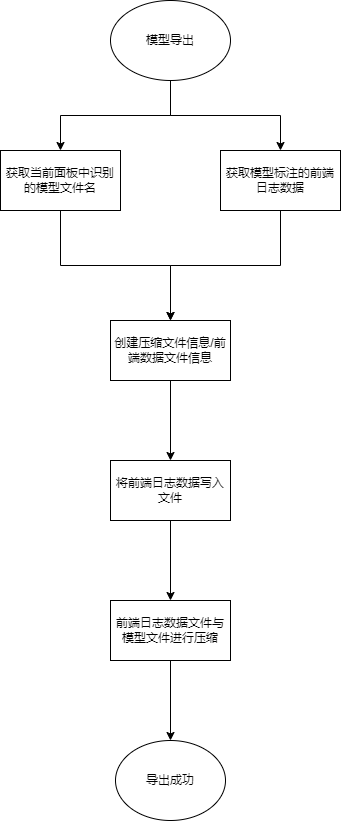 模型导出
获取当前面板中识别
的模型文件名
获取模型标注的前端
日志数据
创建压缩文件信息/前
端数据文件信息
将前端日志数据写入
文件
前端日志数据文件与
模型文件进行压缩
导出成功